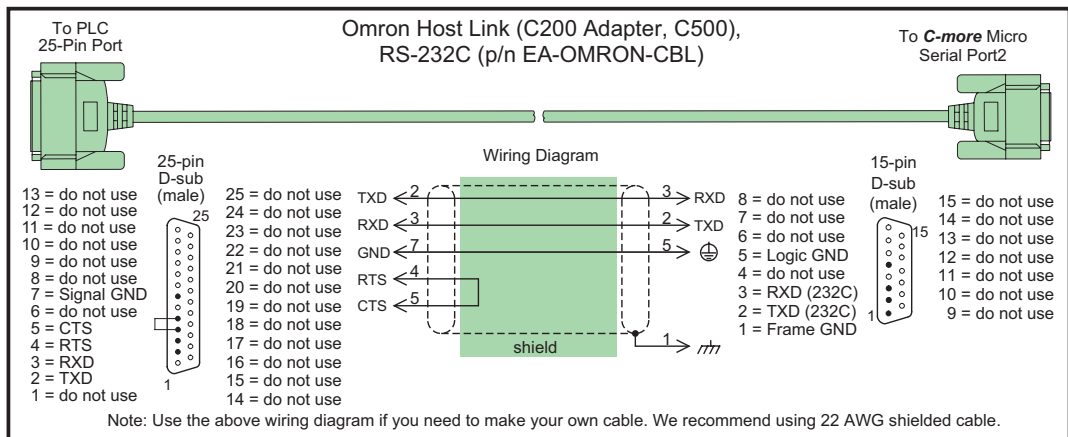 Omron Host Link (C200 Adapter, C500),
RS-232C (p/n EA-OMRON-CBL)
To PLC
25-Pin Port
To C-more Micro
Serial Port2
Wiring Diagram
25-pin
D-sub
(male)
13 = do not use
12 = do not use
11 = do not use
10 = do not use
9 = do not use
8 = do not use
7 = Signal GND
6 = do not use
5 = CTS
4 = RTS
3 = RXD
2 = TXD
1 = do not use
25
1
25 = do not use
24 = do not use
23 = do not use
22 = do not use
21 = do not use
20 = do not use
19 = do not use
18 = do not use
17 = do not use
16 = do not use
15 = do not use
14 = do not use
TXD 2 3 RXD
RXD 3 2 TXD
GND 7 5
RTS 4
CTS 5
shield
1
8 = do not use
7 = do not use
6 = do not use
5 = Logic GND
4 = do not use
3 = RXD (232C)
2 = TXD (232C)
1 = Frame GND
15-pin
D-sub
(male)
15
1
15 = do not use
14 = do not use
13 = do not use
12 = do not use
11 = do not use
10 = do not use
9 = do not use
Note: Use the above wiring diagram if you need to make your own cable. We recommend using 22 AWG shielded cable.